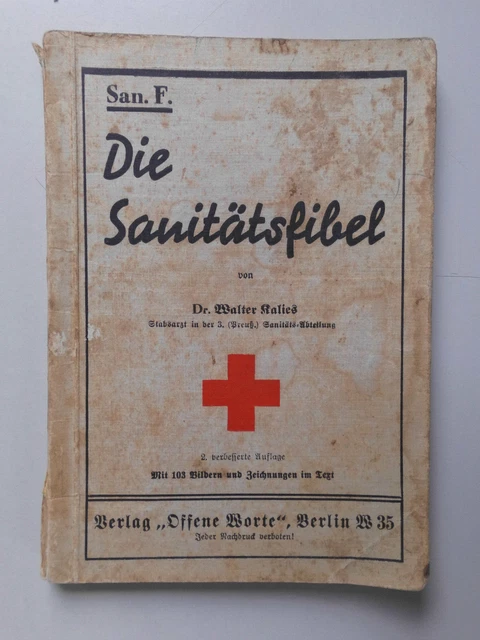 San. F.
Die
Sanitätsfibel
von
Dr. Walter Kalies
Stabsarzt in der 3. (Preuß.) Sanitäts-Abteilung
2. verbesserte Auflage
Mit 103 Bildern und Zeichnungen im Text
Verlag „Offene Worte“, Berlin W 35
Jeder Nachdruck verboten!